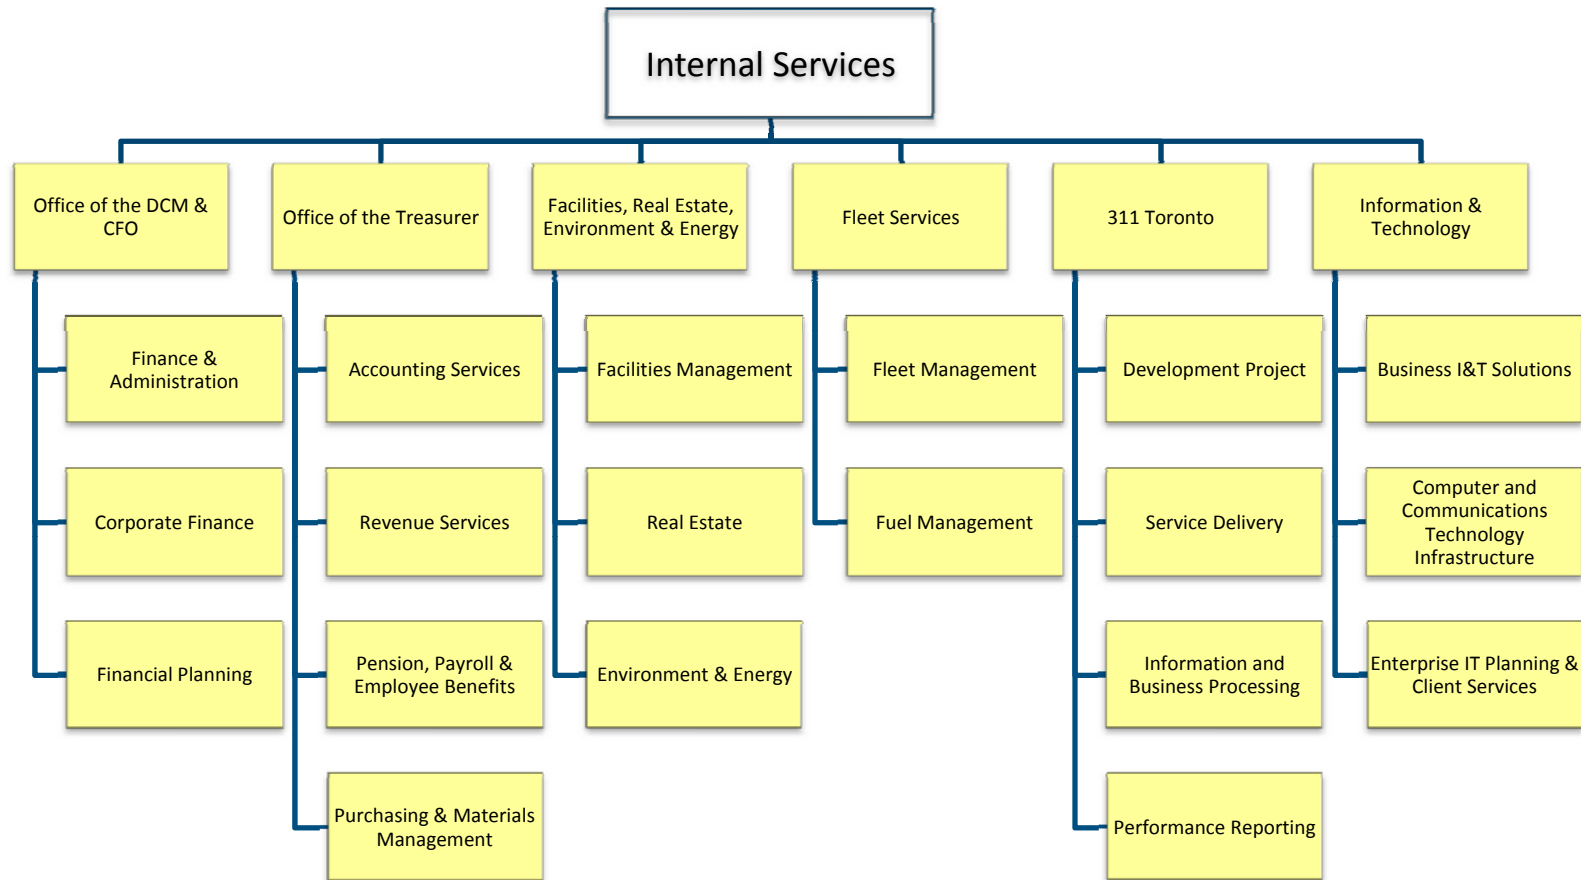 Internal Services
Office of the DCM &
CFO
Office of the Treasurer
Facilities, Real Estate,
Environment & Energy
Fleet Services
311 Toronto
Information &
Technology
Finance &
Administration
Accounting Services
Facilities Management
Fleet Management
Development Project
Business I&T Solutions
Corporate Finance
Revenue Services
Real Estate
Fuel Management
Service Delivery
Computer and
Communications
Technology
Infrastructure
Financial Planning
Pension, Payroll &
Employee Benefits
Environment & Energy
Information and
Business Processing
Enterprise IT Planning &
Client Services
Purchasing & Materials
Management
Performance Reporting